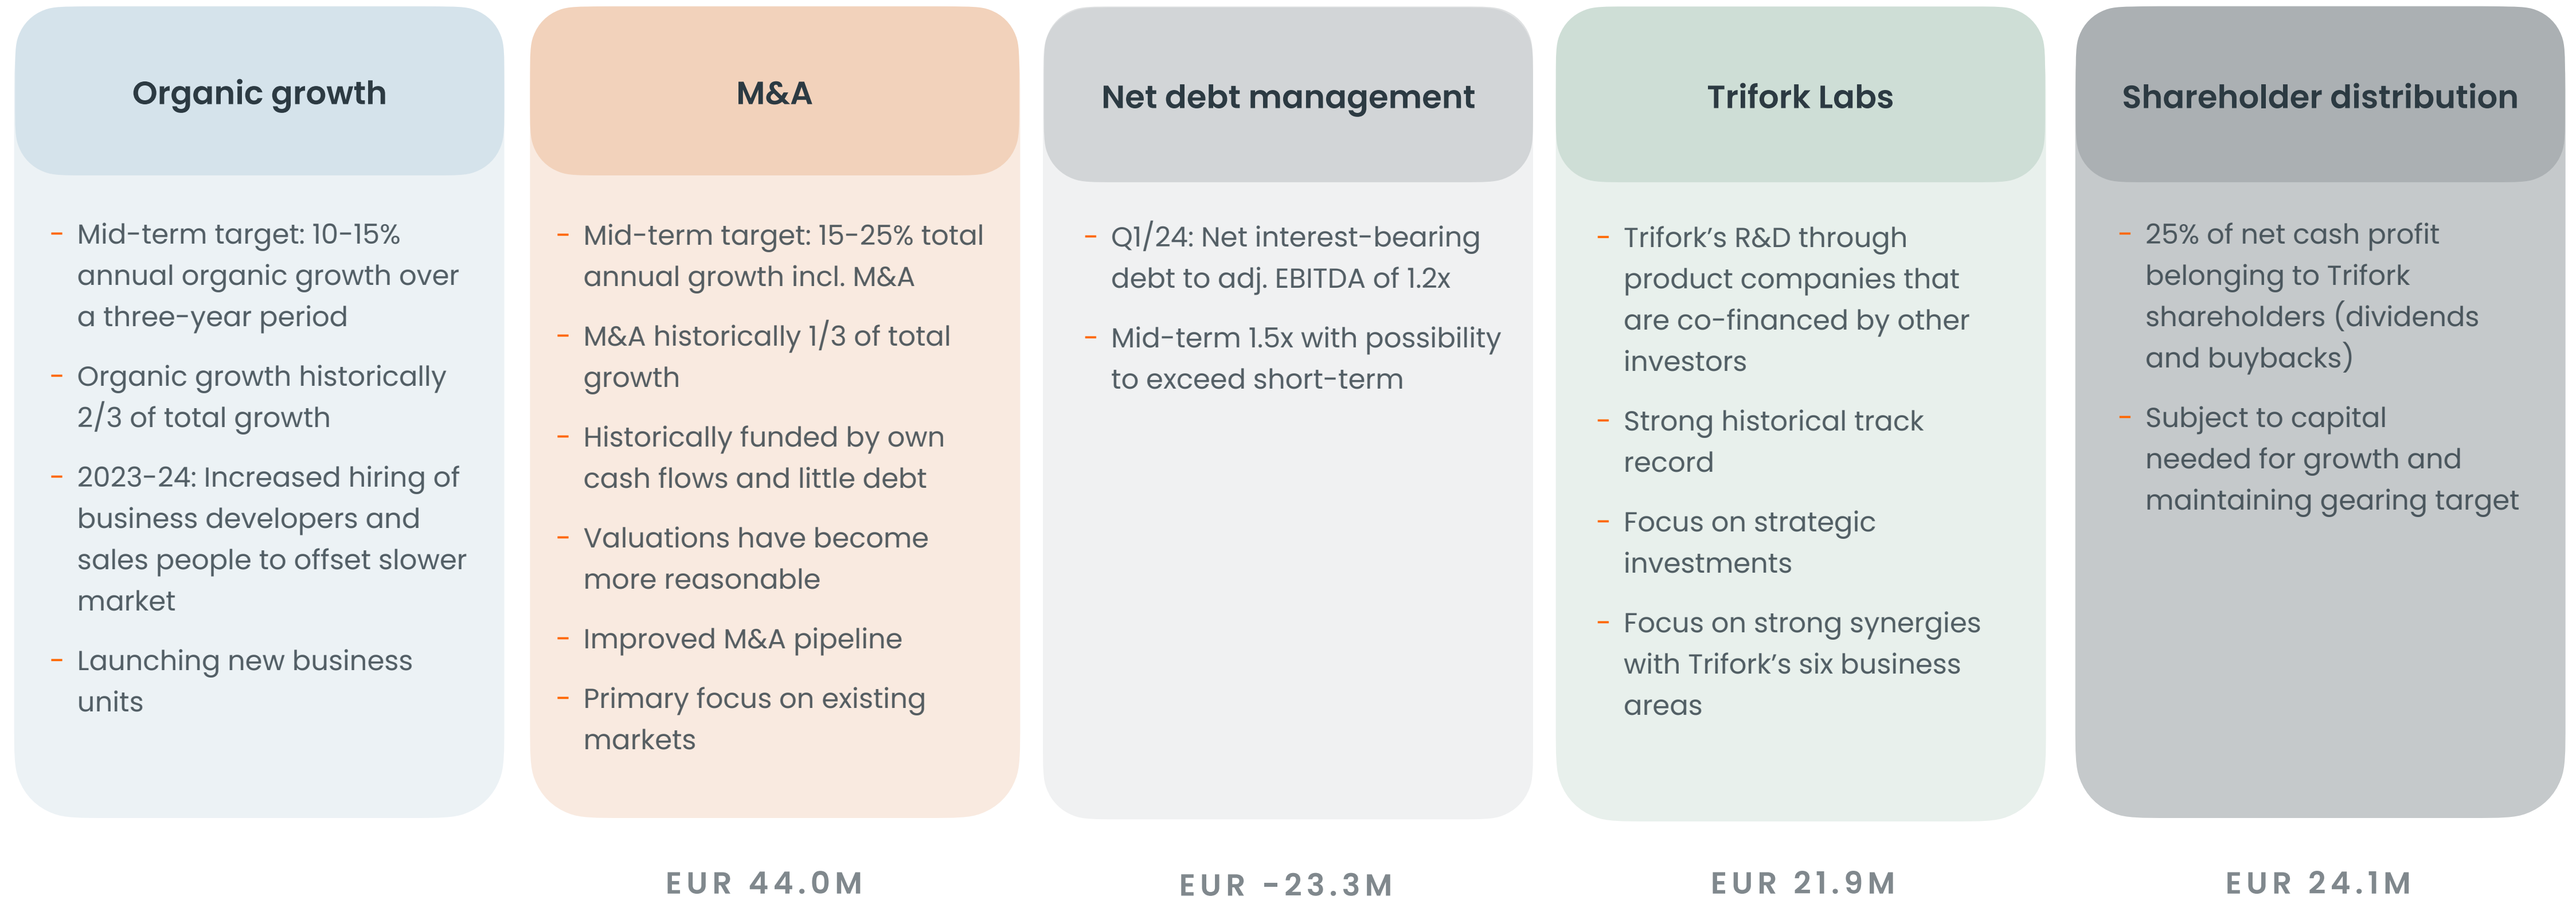 Organic growth
- Mid-term target: 10-15%
annual organic growth over
a three-year period
- Organic growth historically
2/3 of total growth
- 2023-24: Increased hiring of
business developers and
sales people to offset slower
market
- Launching new business
units
M&A
- Mid-term target: 15-25% total
annual growth incl. M&A
- M&A historically 1/3 of total
growth
- Historically funded by own
cash flows and little debt
- Valuations have become
more reasonable
- Improved M&A pipeline
- Primary focus on existing
markets
EUR 44.0M
Net debt management
- Q1/24: Net interest-bearing
debt to adj. EBITDA of 1.2x
- Mid-term 1.5x with possibility
to exceed short-term
EUR -23.3M
Trifork Labs
- Trifork’s R&D through
product companies that
are co-financed by other
investors
- Strong historical track
record
- Focus on strategic
investments
- Focus on strong synergies
with Trifork’s six business
areas
EUR 21.9M
Shareholder distribution
- 25% of net cash profit
belonging to Trifork
shareholders (dividends
and buybacks)
- Subject to capital
needed for growth and
maintaining gearing target
EUR 24.1M